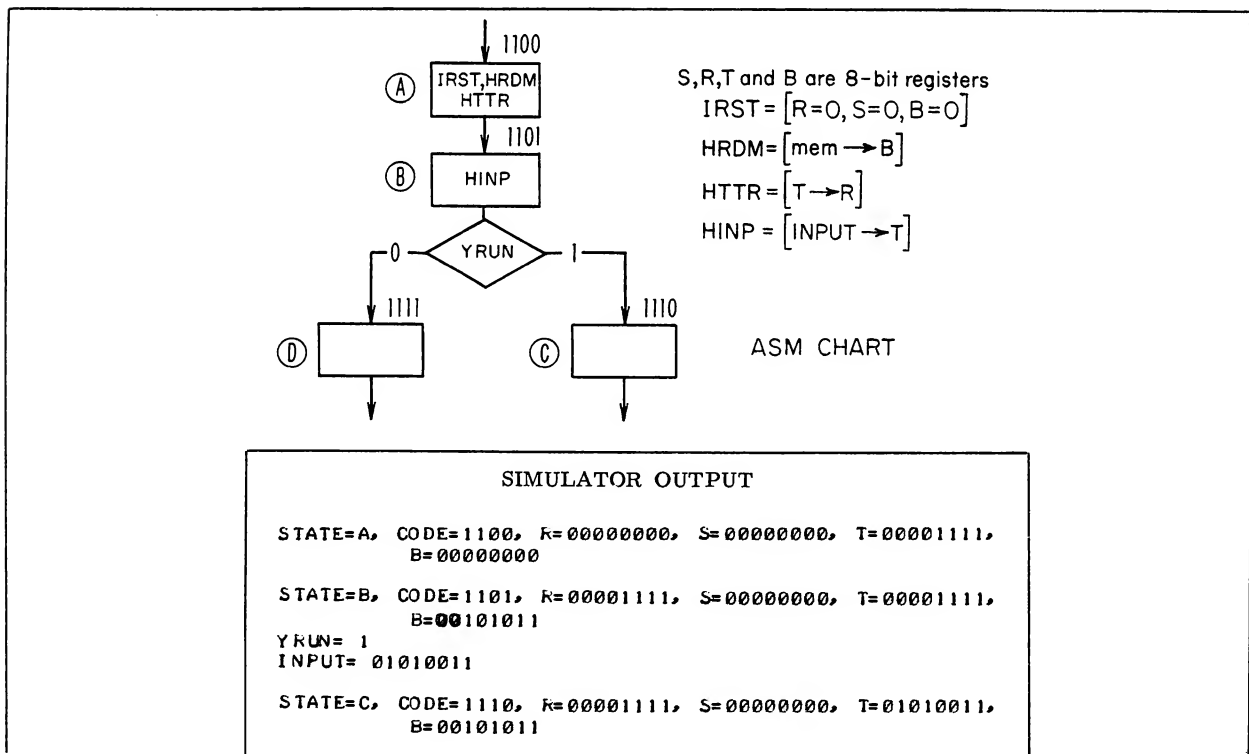 1100
A
IRST,HRDM
HTTR
1101
B
HINP
0
YRUN
1
1111
D
1110
C
S,R,T and B are 8-bit registers
IRST=[R=0, S=0, B=0]
HRDM=[mem → B]
HTTR=[T→R]
HINP = [INPUT→T]
ASM CHART
SIMULATOR OUTPUT
STATE=A, CODE=1100, R=00000000, S=00000000, T=00001111,
B=00000000
STATE=B, CODE=1101, R=00001111, S=00000000, T=00001111,
B=00101011
YRUN= 1
INPUT= 01010011
STATE=C, CODE=1110, R=00001111, S=00000000, T=01010011,
B=00101011